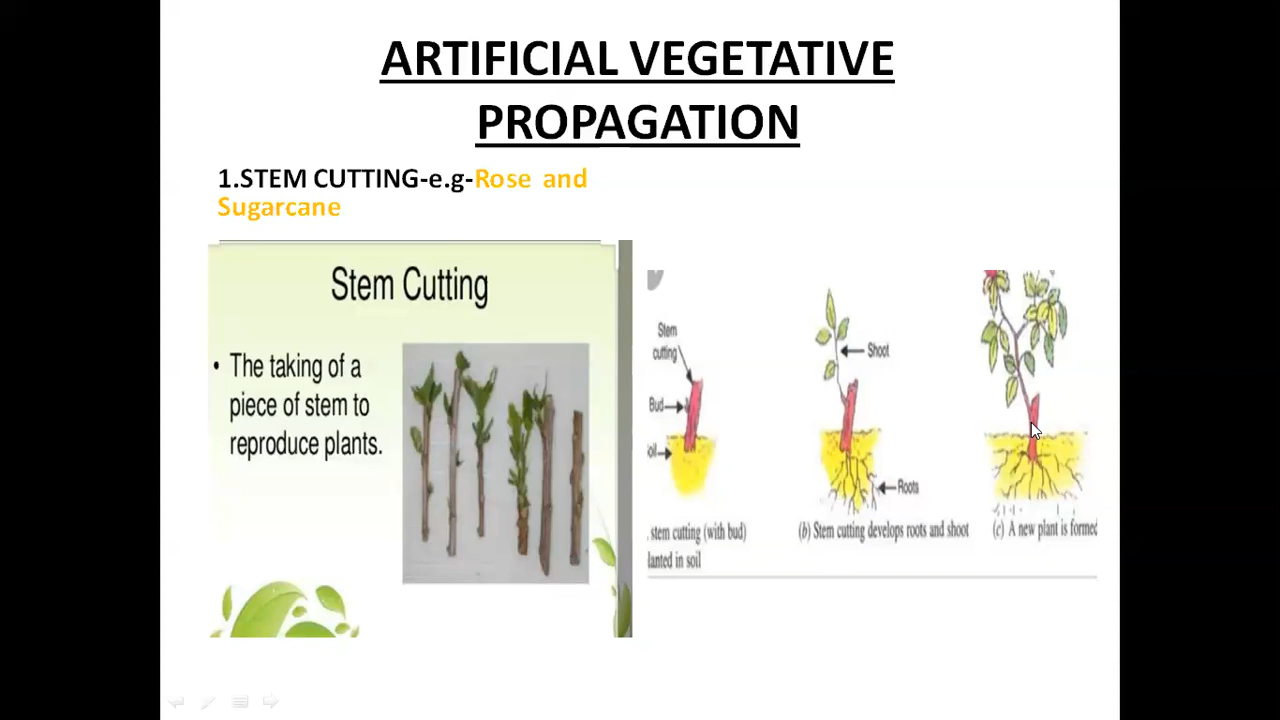 ARTIFICIAL VEGETATIVE
PROPAGATION
1.STEM CUTTING-e.g-Rose and
Sugarcane
Stem Cutting
• The taking of a
piece of stem to
reproduce plants.
Stem
cutting
Bud
oil
Shoot
Roots
. stem cutting (with bud)
lanted in soil
(b) Stem cutting develops roots and shoot
(c) A new plant is formed